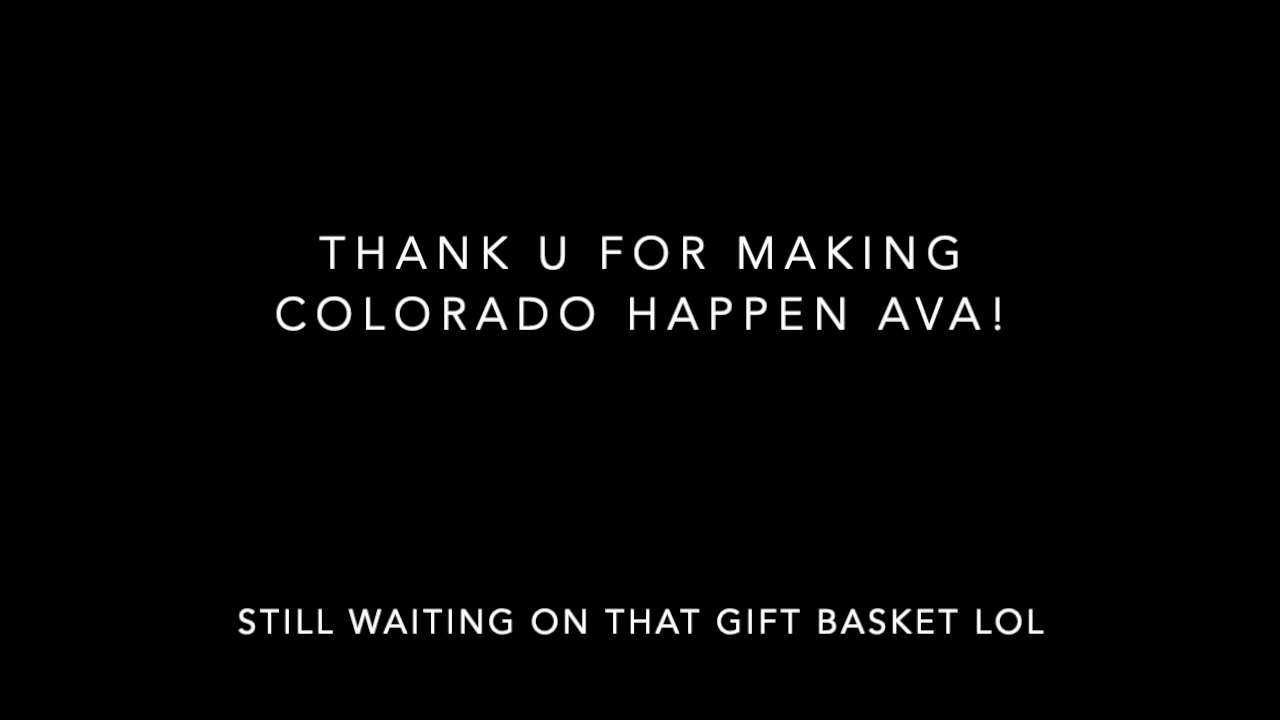 THANK U FOR MAKING
COLORADO HAPPEN AVA!
STILL WAITING ON THAT GIFT BASKET LOL